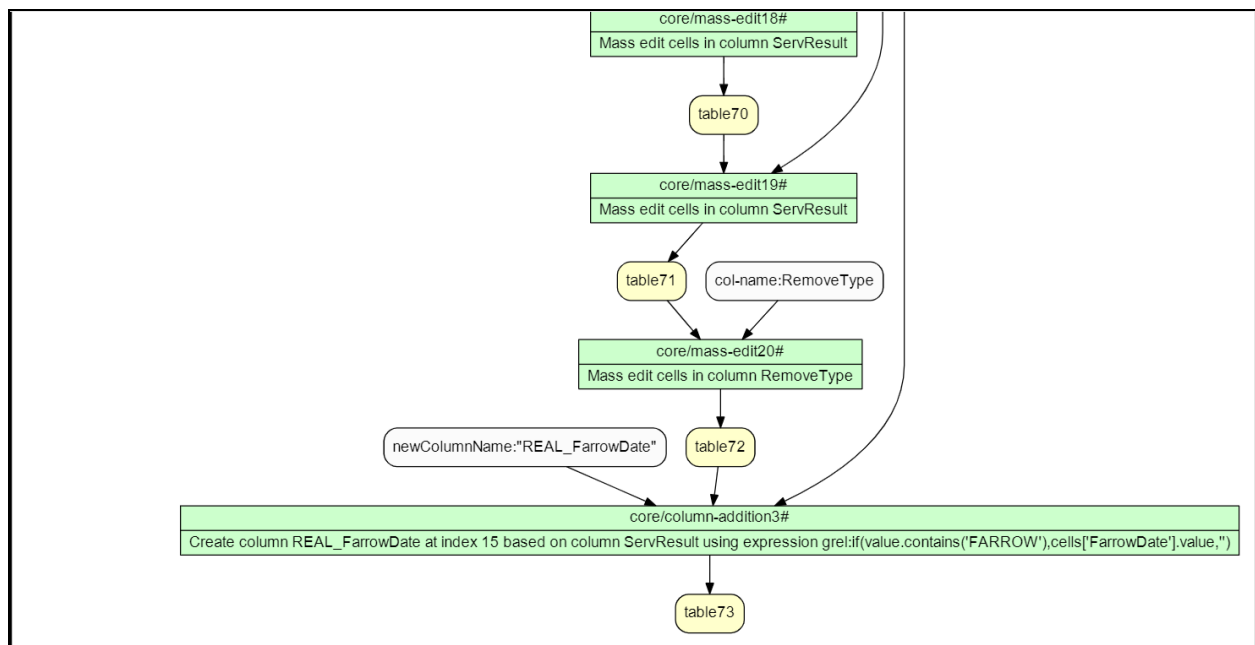 core/mass-edit18#
Mass edit cells in column ServResult
table70
core/mass-edit19#
Mass edit cells in column ServResult
table71
col-name:RemoveType
core/mass-edit20#
Mass edit cells in column RemoveType
newColumnName:"REAL_FarrowDate"
table72
core/column-addition3#
Create column REAL_FarrowDate at index 15 based on column ServResult using expression grel:if(value.contains('FARROW'),cells['FarrowDate'].value,'')
table73